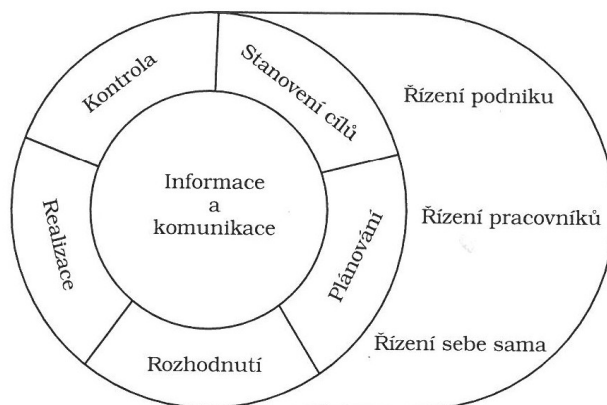 Kontrola
Stanovení cílů
Řízení podniku
Informace
a
komunikace
Realizace
Plánování
Řízení pracovníků
Rozhodnutí
Řízení sebe sama